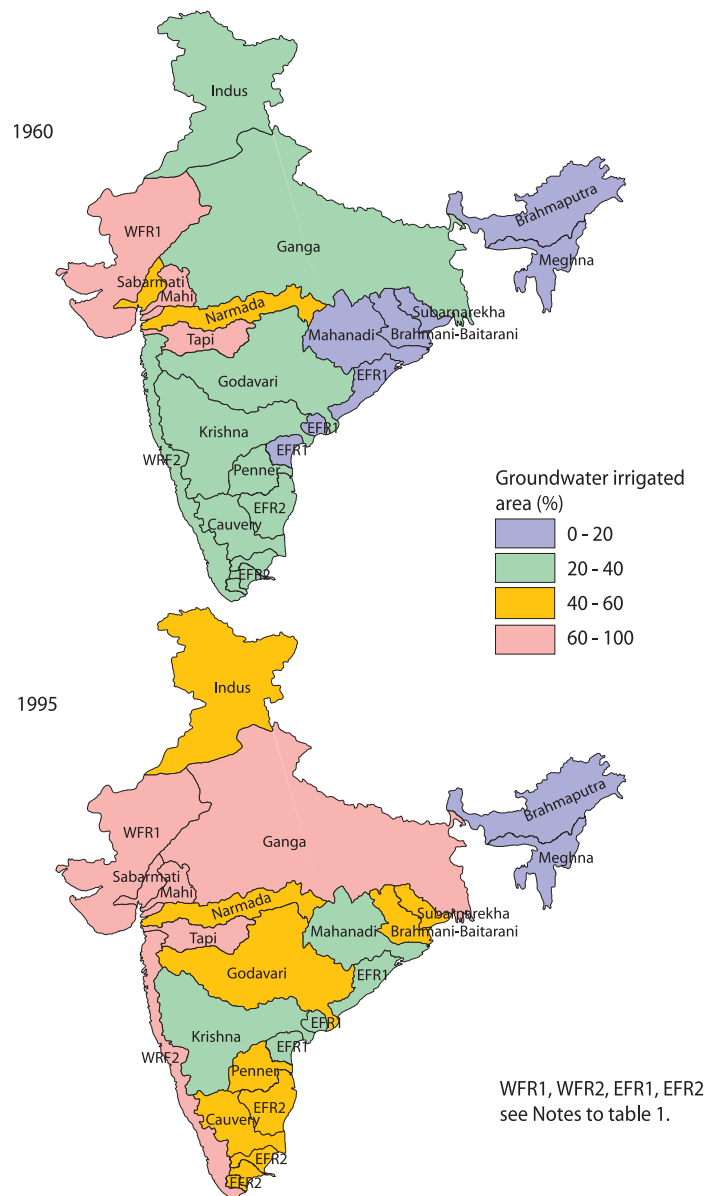 Indus
1960
Brahmaputra
WFR1
Ganga
Meghna
Sabarmati
Mahi
Narmada
Subarnarekha
Mahanadi
Brahmani-Baitarani
Tapi
EFR1
Godavari
EFR1
Krishna
EFR1
WRF2
Penner
Groundwater irrigated
area (%)
EFR2
Cauvery
0 - 20
20 - 40
EFR2
40 - 60
60 - 100
Indus
1995
Brahmaputra
WFR1
Ganga
Meghna
Sabarmati
Mahi
Narmada
Subarnarekha
Mahanadi
Brahmani-Baitarani
Tapi
Godavari
EFR1
EFR1
Krishna
EFR1
WRF2
Penner
WFR1, WFR2, EFR1, EFR2
see Notes to table 1.
EFR2
Cauvery
EFR2
EFR2